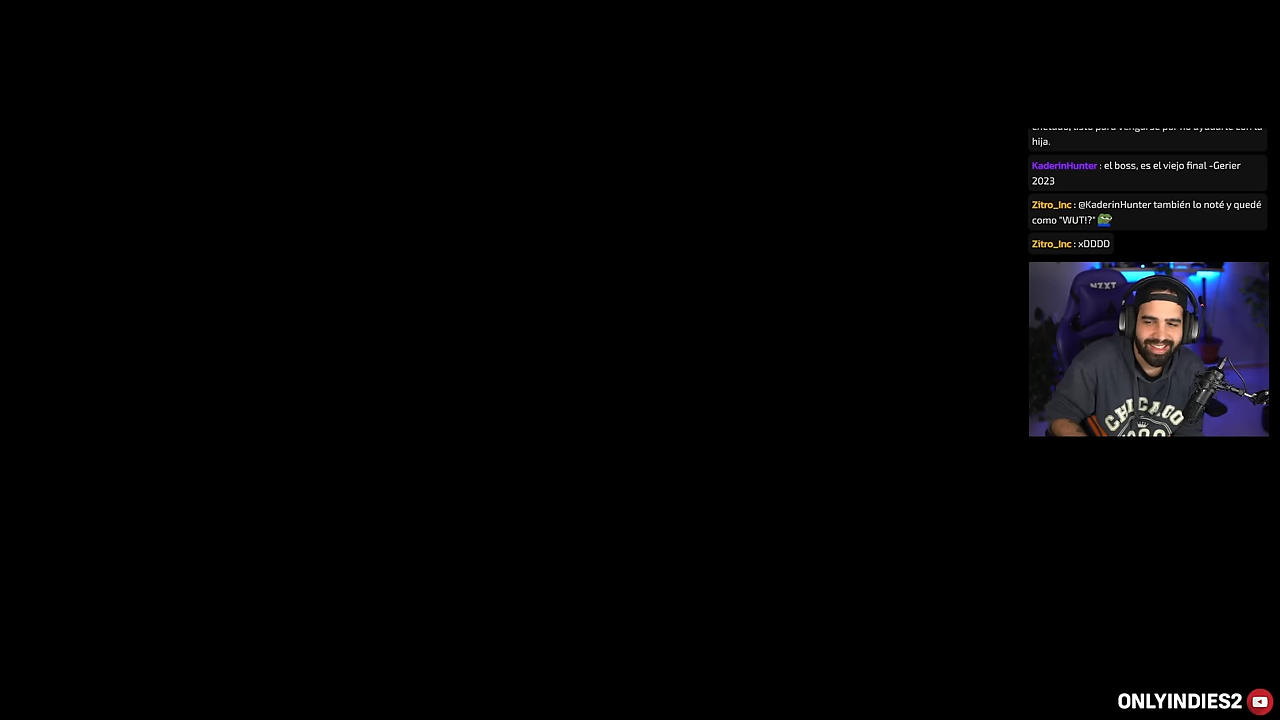 hija.
KaderinHunter : el boss, es el viejo final -Gerier
2023
Zitro_Inc : @KaderinHunter también lo noté y quedé
como "WUT!?"
Zitro_Inc : xDDDD
NZXT
CHICAGO
ONLYINDIES2